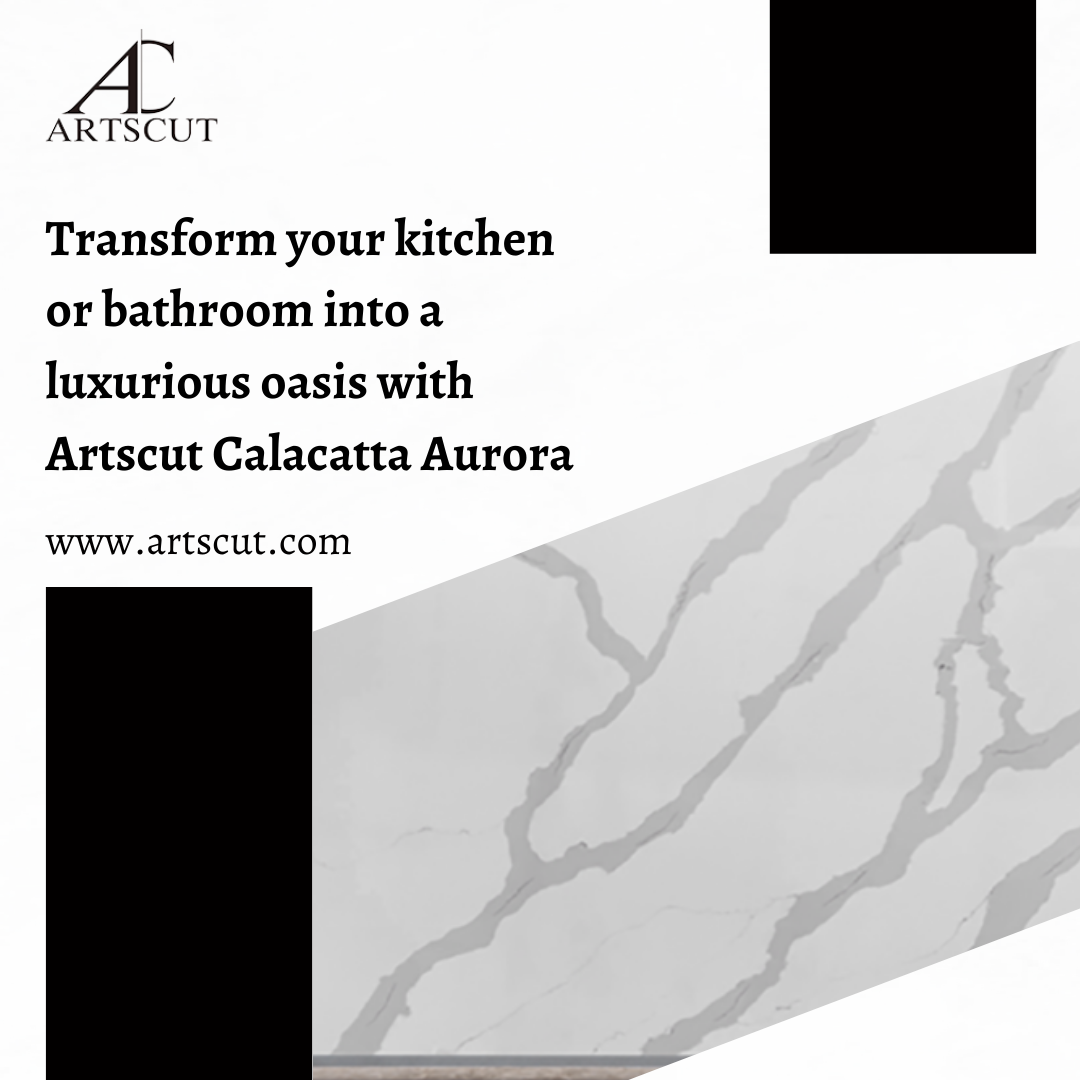 AC
ARTSCUT
Transform your kitchen
or bathroom into a
luxurious oasis with
Artscut Calacatta Aurora
www.artscut.com